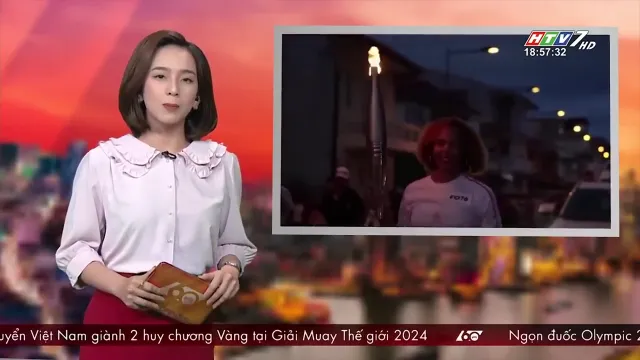 HTV7 HD
18:57:32
uyển Việt Nam giành 2 huy chương Vàng tại Giải Muay Thế giới 2024
60
Ngọn đuốc Olympic 2